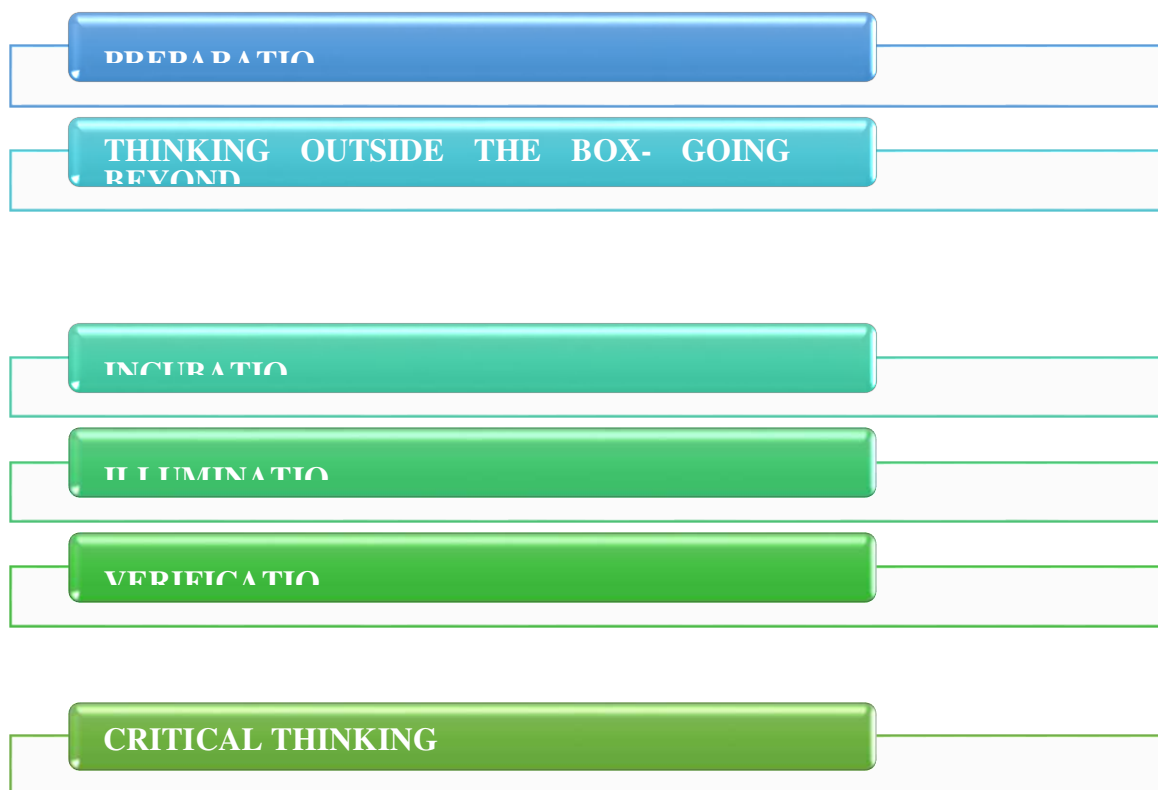 PREPARATIO
THINKING OUTSIDE THE BOX- GOING
BEYOND
INCUBATIO
ILLUMINATIO
VERIFICATIO
CRITICAL THINKING